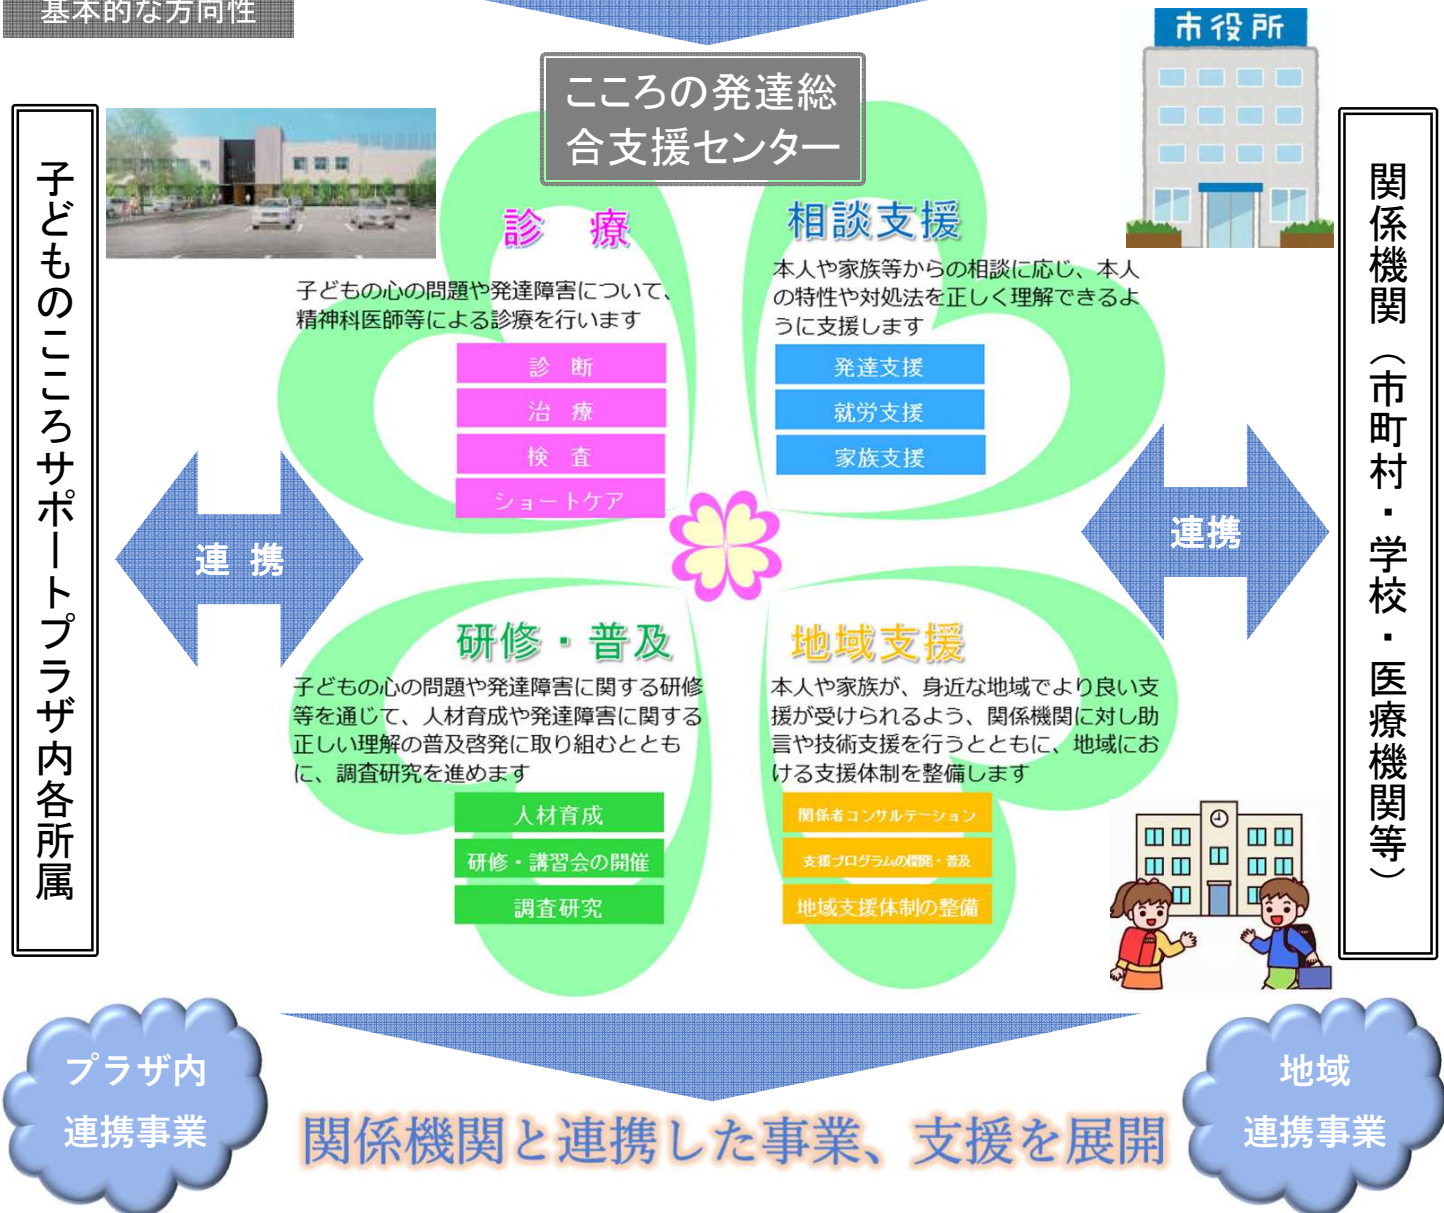 基本的な方向性
市役所
こころの発達総
合支援センター
子どものこころサポートプラザ内各所属
関係機関（市町村・学校・医療機関等）
診　療
子どもの心の問題や発達障害について、
精神科医師等による診療を行います
診　断
治　療
検　査
ショートケア
相談支援
本人や家族等からの相談に応じ、本人
の特性や対処法を正しく理解できるよ
うに支援します
発達支援
就労支援
家族支援
連　携
連携
研修・普及
子どもの心の問題や発達障害に関する研修
等を通じて、人材育成や発達障害に関する
正しい理解の普及啓発に取り組むととも
に、調査研究を進めます
人材育成
研修・講習会の開催
調査研究
地域支援
本人や家族が、身近な地域でより良い支
援が受けられるよう、関係機関に対し助
言や技術支援を行うとともに、地域にお
ける支援体制を整備します
関係者コンサルテーション
支援プログラムの開発・普及
地域支援体制の整備
プラザ内
連携事業
関係機関と連携した事業、支援を展開
地域
連携事業